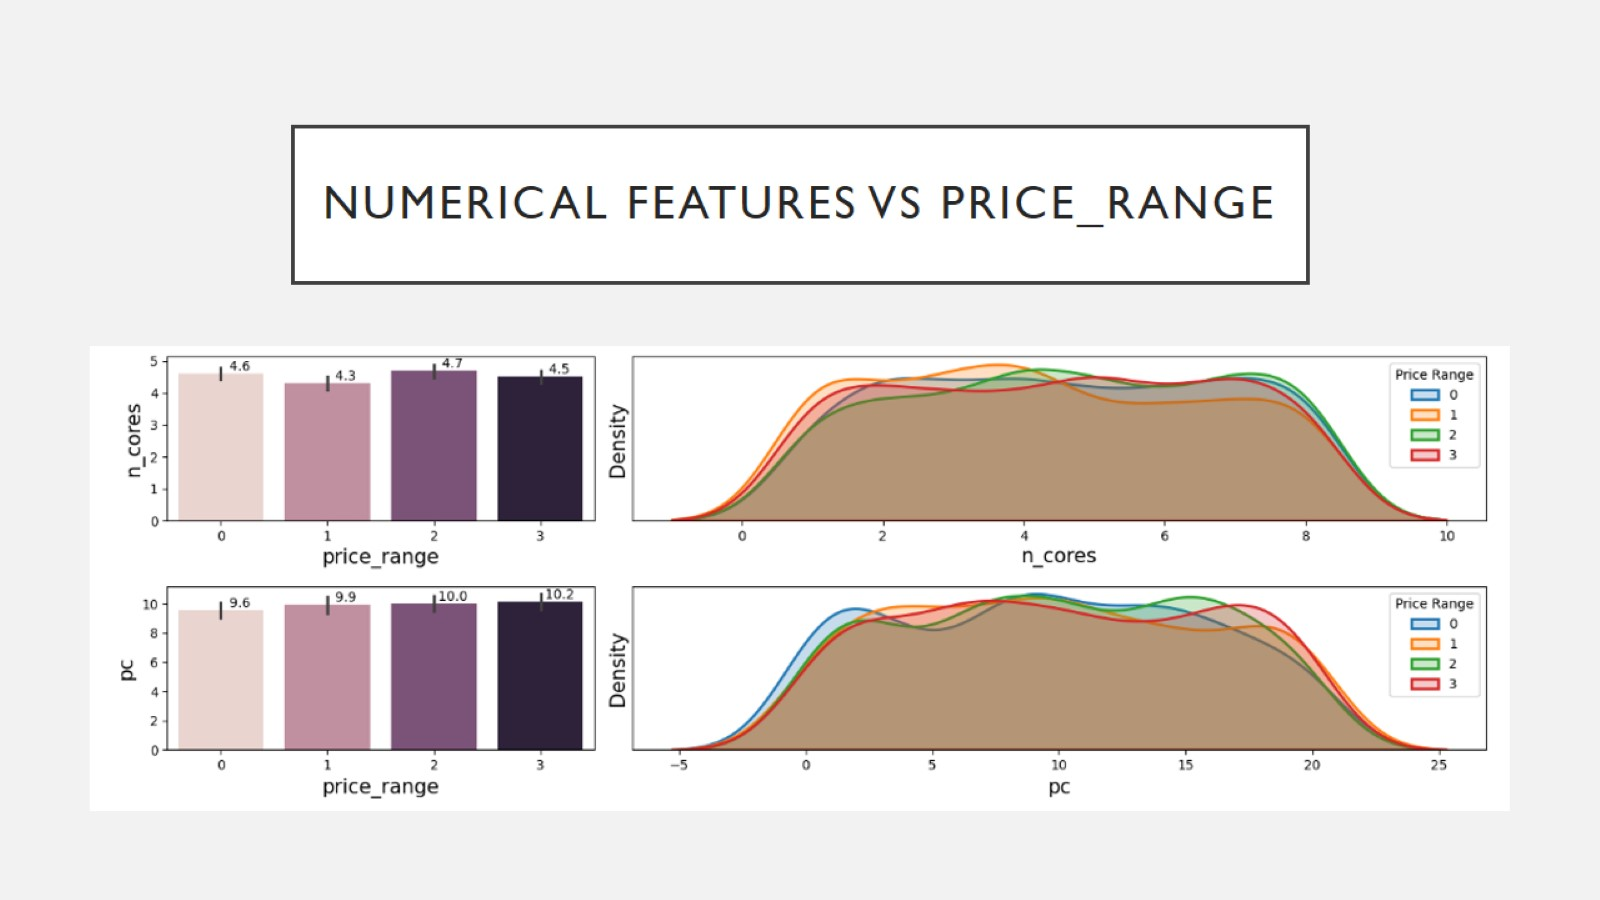 NUMERICAL FEATURES VS PRICE_RANGE
n_cores
5
4
3
2
1
0
4.6
4.3
4.7
4.5
0 1 2 3
price_range
Density
0 2 4 6 8 10
n_cores
Price Range
0
1
2
3
pc
10
8
6
4
2
0
9.6
9.9
10.0
10.2
0 1 2 3
price_range
Density
−5 0 5 10 15 20 25
pc
Price Range
0
1
2
3